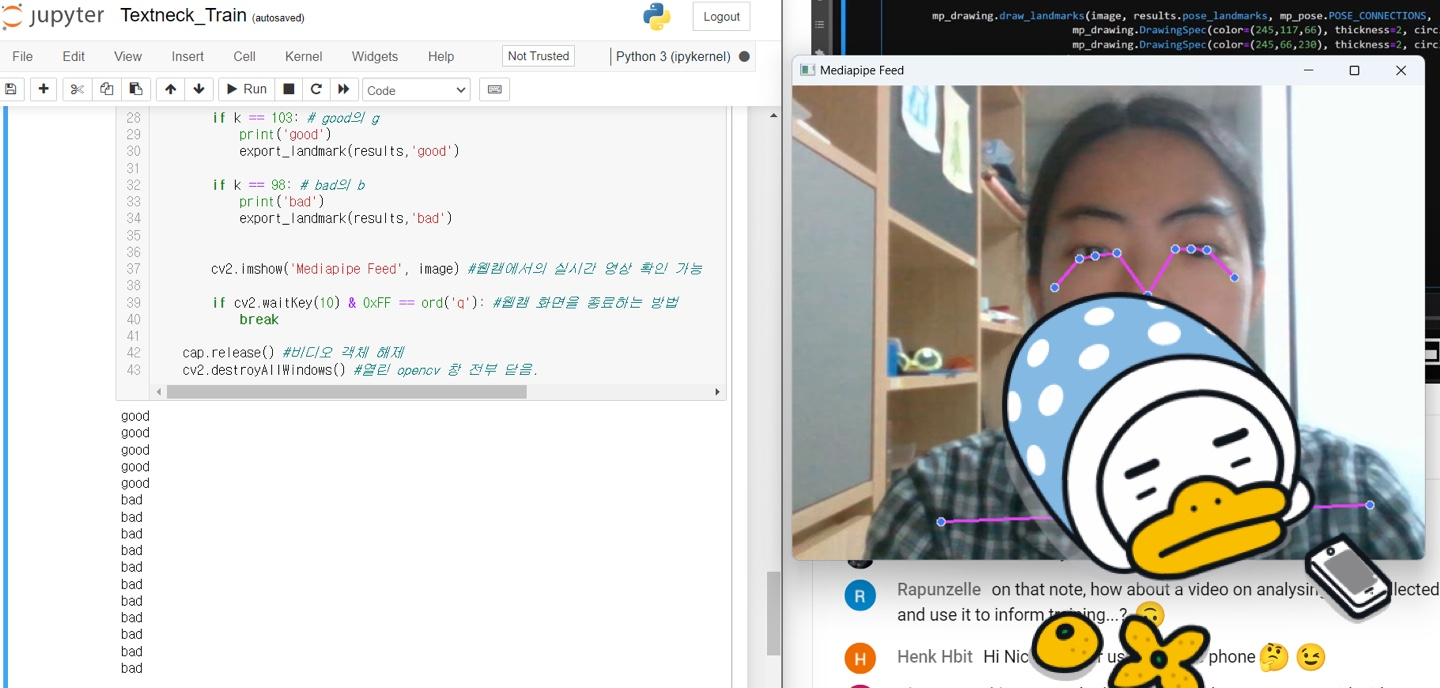 jupyter Textneck_Train (autosaved)
Logout
File Edit View Insert Cell Kernel Widgets Help
Not Trusted
Python 3 (ipykernel)
Run
Code
28 if k == 103: # good의 g
29 print('good')
30 export_landmark(results,'good')
31
32 if k == 98: # bad의 b
33 print('bad')
34 export_landmark(results,'bad')
35
36
37 cv2.imshow('Mediapipe Feed', image) #웹캠에서의 실시간 영상 확인 가능
38
39 if cv2.waitKey(10) & 0xFF == ord('q'): #웹캠 화면을 종료하는 방법
40 break
41
42 cap.release() #비디오 객체 해제
43 cv2.destroyAllWindows() #열린 opencv 창 전부 닫음.
good
good
good
good
good
bad
bad
bad
bad
bad
bad
bad
bad
bad
bad
bad
mp_drawing.draw_landmarks(image, results.pose_landmarks, mp_pose.POSE_CONNECTIONS,
mp_drawing.DrawingSpec(color=(245,117,66), thickness=2, circ
mp_drawing.DrawingSpec(color=(245,66,230), thickness=2, circ
Mediapipe Feed
R
Rapunzelle on that note, how about a video on
and use it to inform
H
Henk Hbit Hi phone